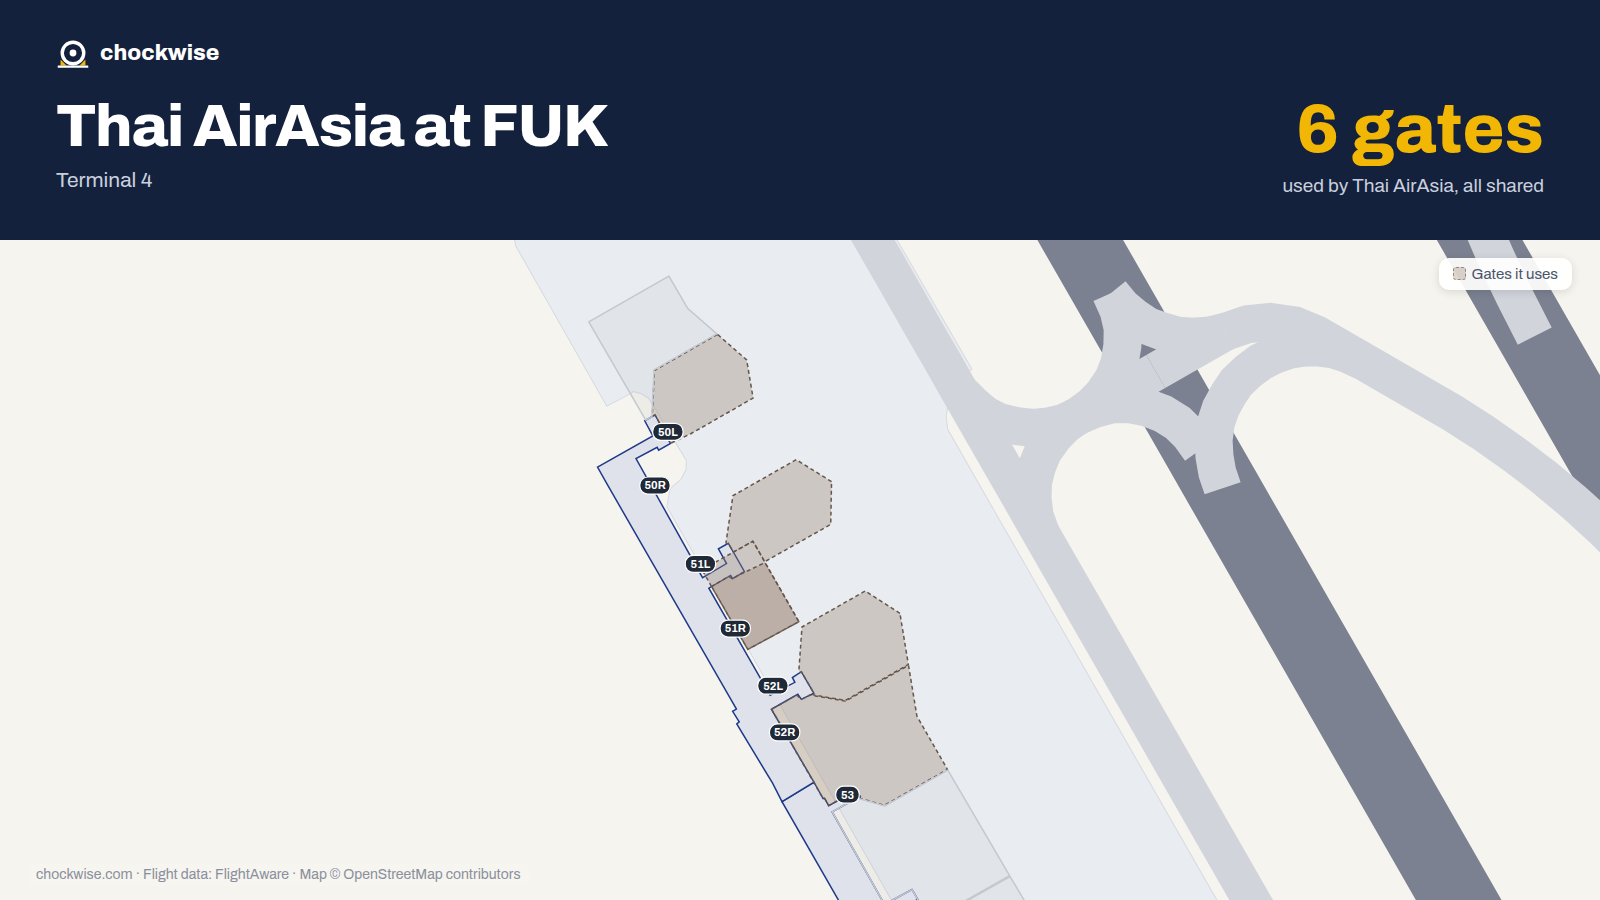 chockwise
Thai AirAsia at FUK
Terminal 4
6 gates
used by Thai AirAsia, all shared
Gates it uses
50L
50R
51L
51R
52L
52R
53
chockwise.com · Flight data: FlightAware · Map © OpenStreetMap contributors